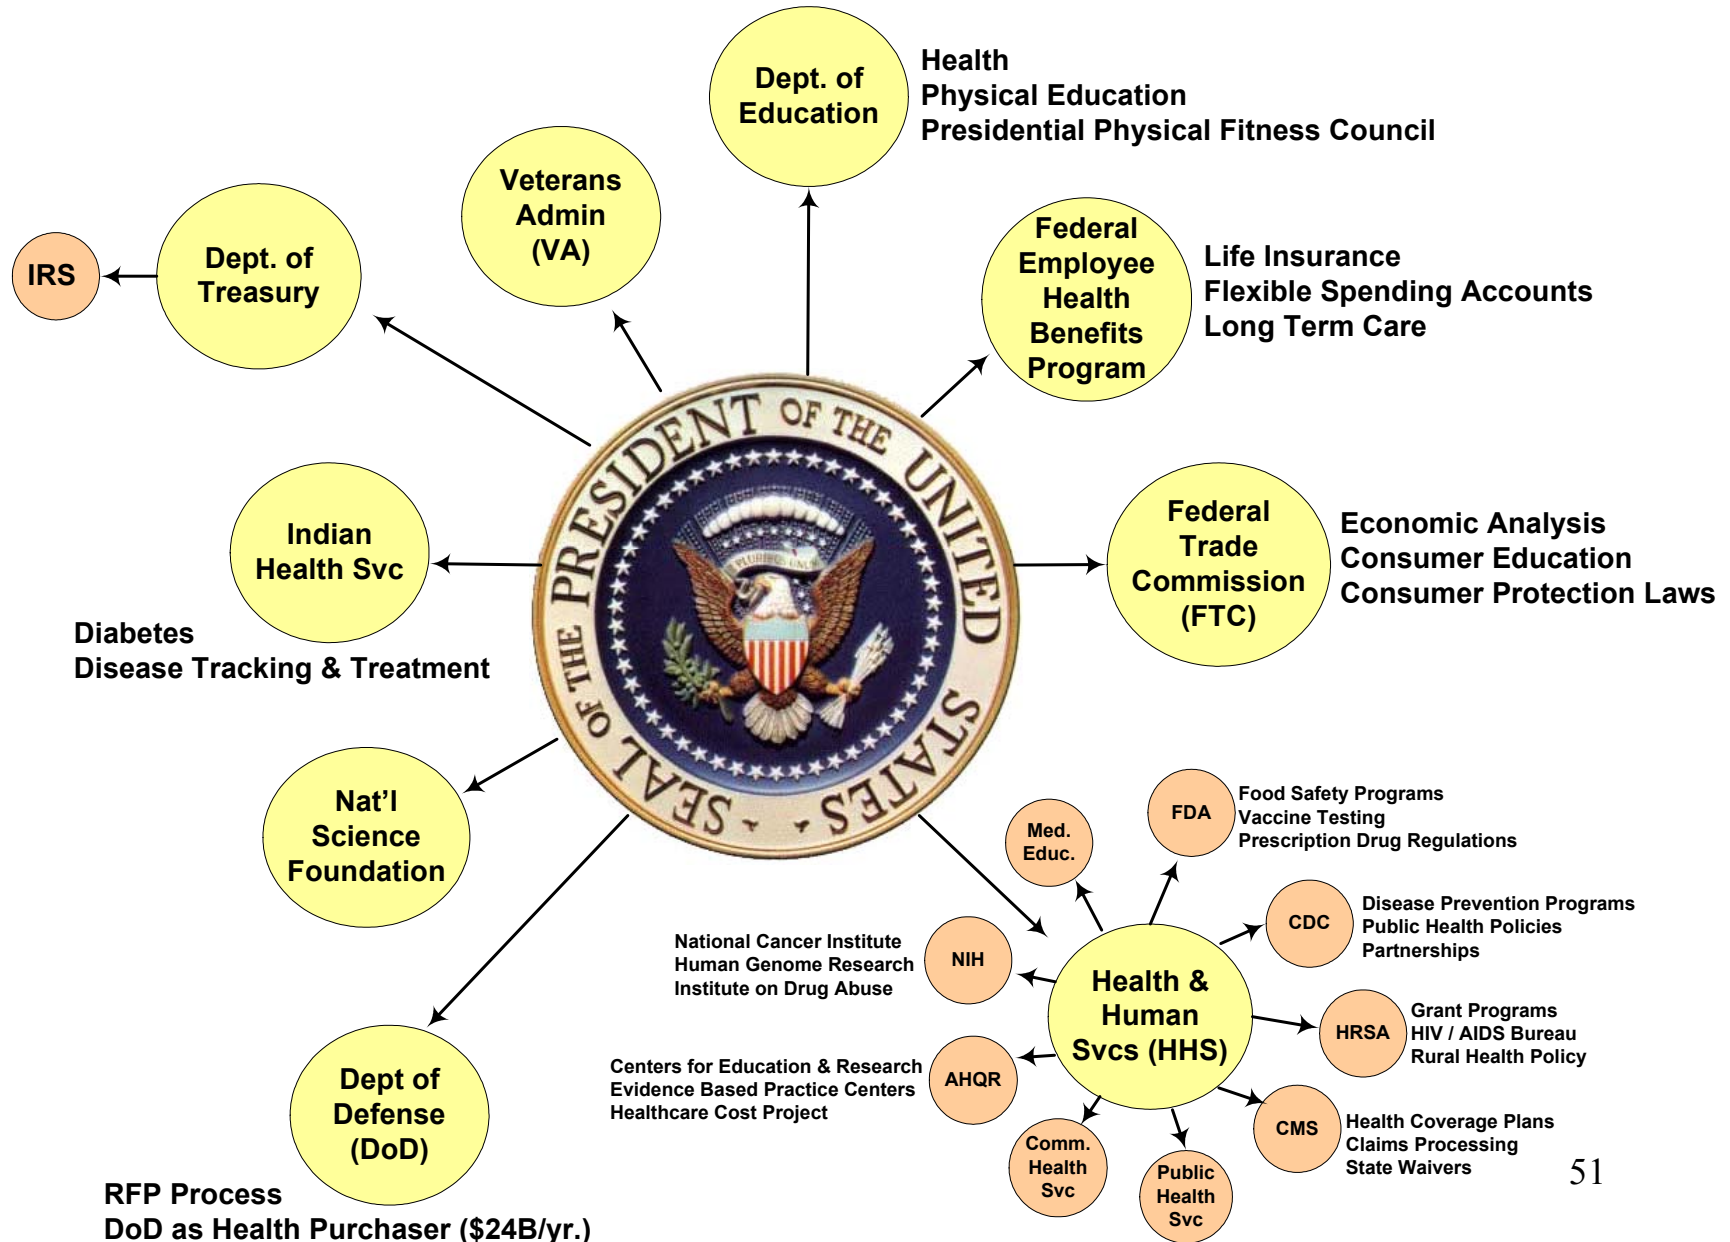 Dept. of
Education
Health
Physical Education
Presidential Physical Fitness Council
Veterans
Admin
(VA)
Federal
Employee
Health
Benefits
Program
Life Insurance
Flexible Spending Accounts
Long Term Care
IRS
Dept. of
Treasury
SEAL OF THE PRESIDENT OF THE UNITED STATES
PLURIBUS UNUM
Indian
Health Svc
Diabetes
Disease Tracking & Treatment
Federal
Trade
Commission
(FTC)
Economic Analysis
Consumer Education
Consumer Protection Laws
Nat'l
Science
Foundation
Dept of
Defense
(DoD)
RFP Process
DoD as Health Purchaser ($24B/yr.)
Health &
Human
Svcs (HHS)
Med.
Educ.
FDA
Food Safety Programs
Vaccine Testing
Prescription Drug Regulations
CDC
Disease Prevention Programs
Public Health Policies
Partnerships
National Cancer Institute
Human Genome Research
Institute on Drug Abuse
NIH
HRSA
Grant Programs
HIV / AIDS Bureau
Rural Health Policy
Centers for Education & Research
Evidence Based Practice Centers
Healthcare Cost Project
AHQR
CMS
Health Coverage Plans
Claims Processing
State Waivers
Comm.
Health
Svc
Public
Health
Svc
51